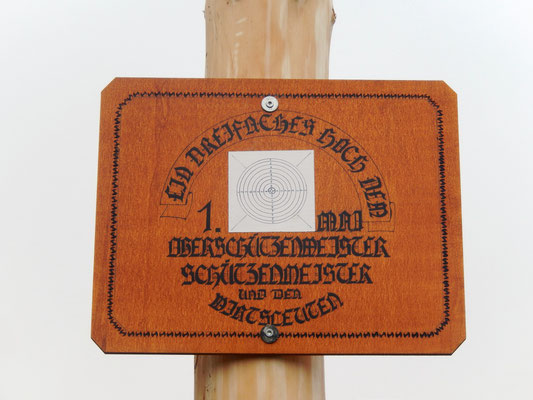 EIN DREIFACHES HOCH DEM
1. MAI
OBERSCHÜTZENMEISTER
SCHÜTZENMEISTER
UND DEN
WIRTSLEUTEN